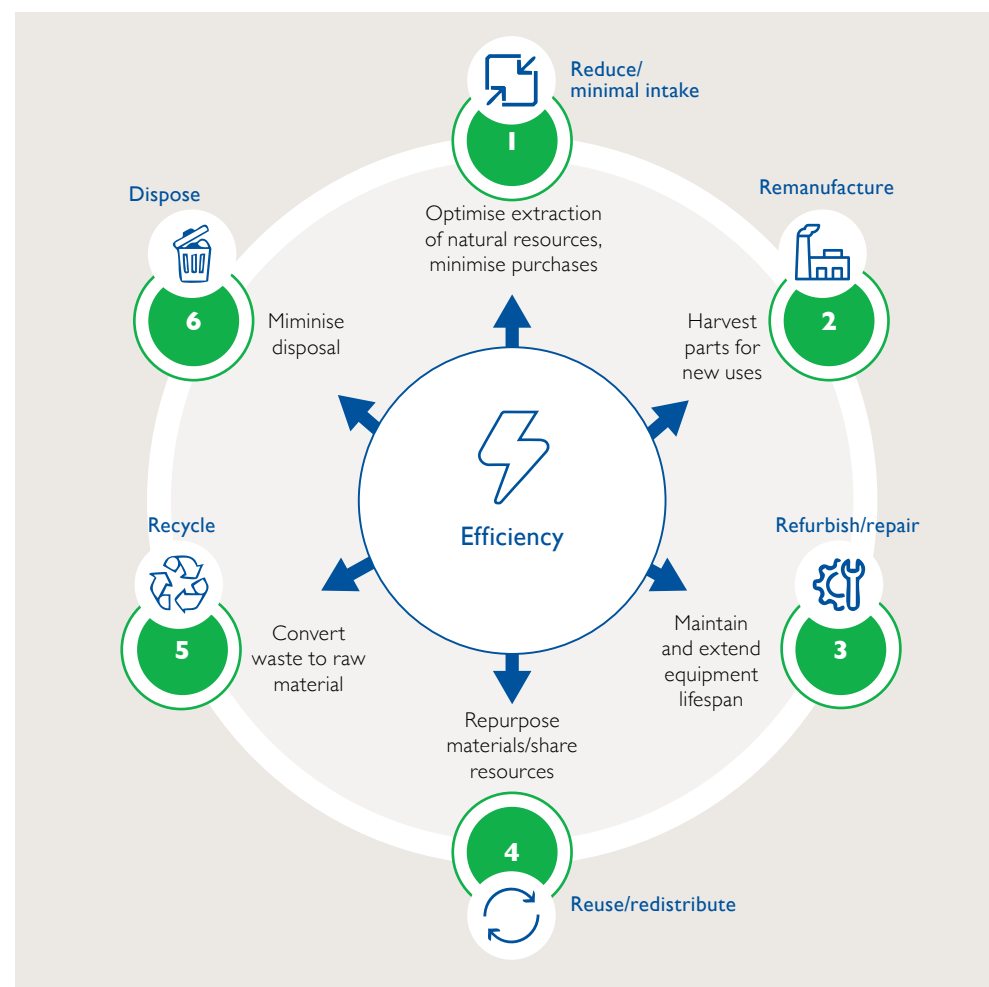 Reduce/
minimal intake
1
Optimise extraction
of natural resources,
minimise purchases
Remanufacture
2
Harvest
parts for
new uses
Refurbish/repair
3
Maintain
and extend
equipment
lifespan
Repurpose
materials/share
resources
4
Reuse/redistribute
Recycle
5
Convert
waste to raw
material
Dispose
6
Miminise
disposal
Efficiency